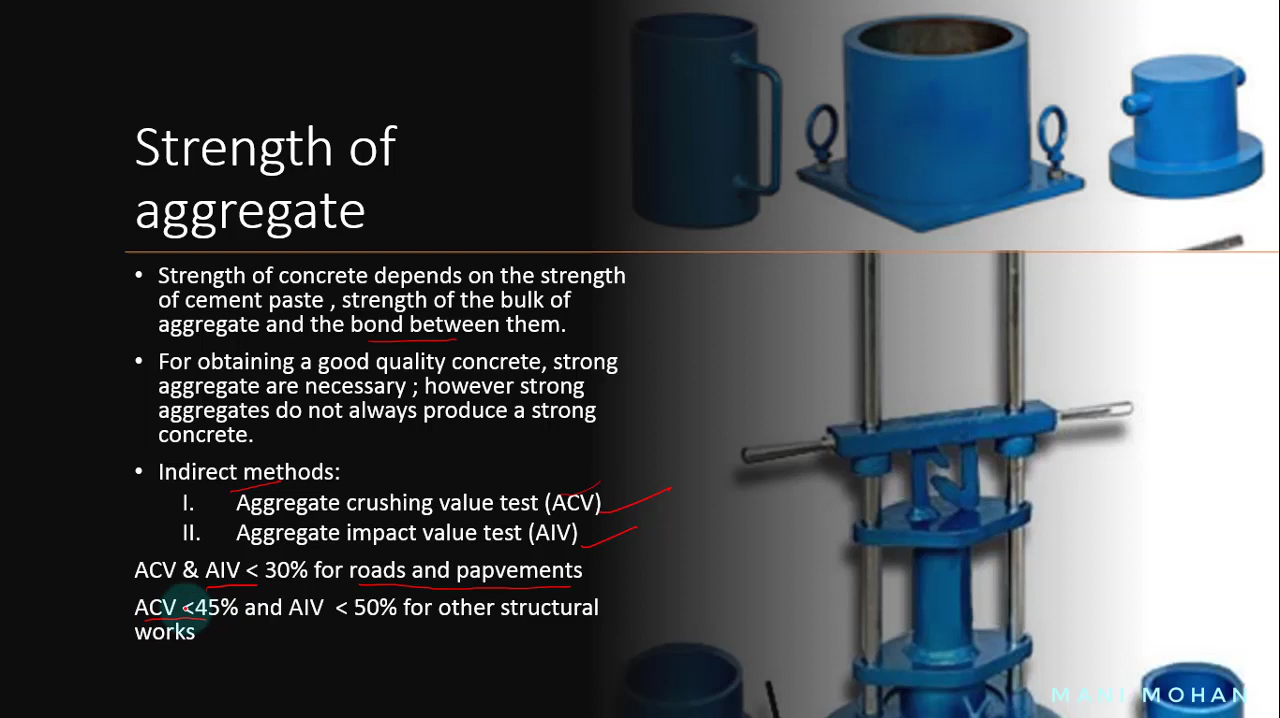 Strength of
aggregate
• Strength of concrete depends on the strength
of cement paste , strength of the bulk of
aggregate and the bond between them.
• For obtaining a good quality concrete, strong
aggregate are necessary ; however strong
aggregates do not always produce a strong
concrete.
• Indirect methods:
I. Aggregate crushing value test (ACV)
II. Aggregate impact value test (AIV)
ACV & AIV < 30% for roads and papvements
ACV <45% and AIV < 50% for other structural
works
MANI MOHAN